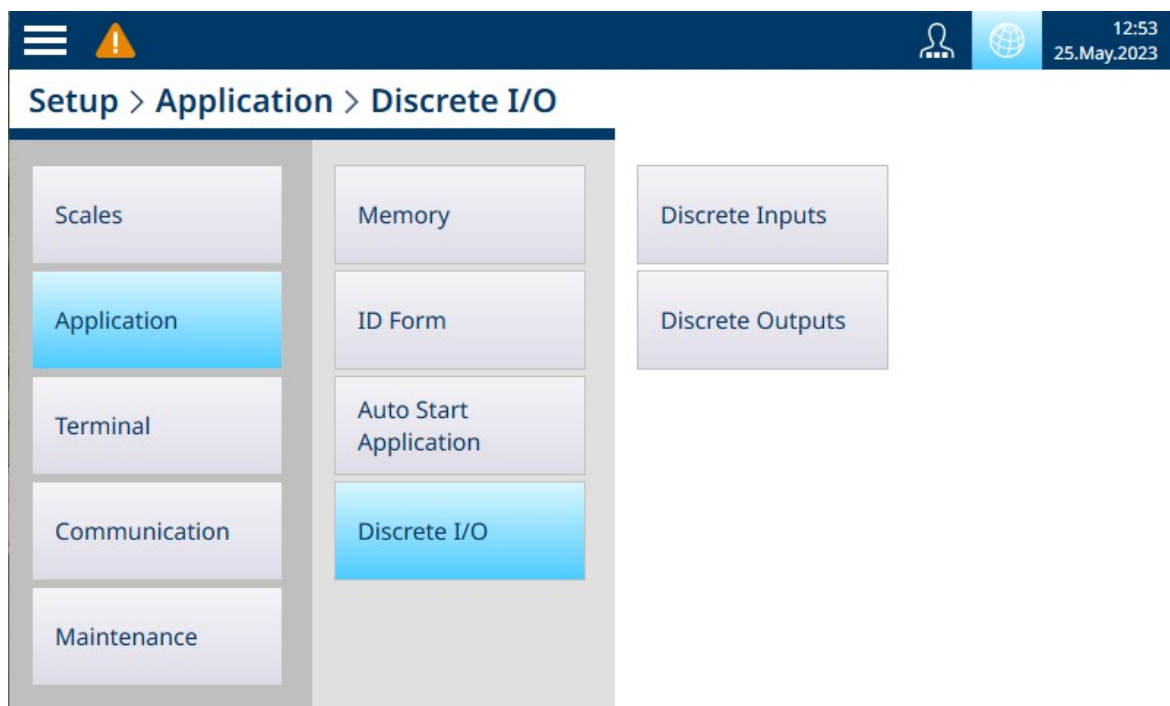 12:53
25.May.2023
Setup > Application > Discrete I/O
Scales
Application
Terminal
Communication
Maintenance
Memory
ID Form
Auto Start
Application
Discrete I/O
Discrete Inputs
Discrete Outputs